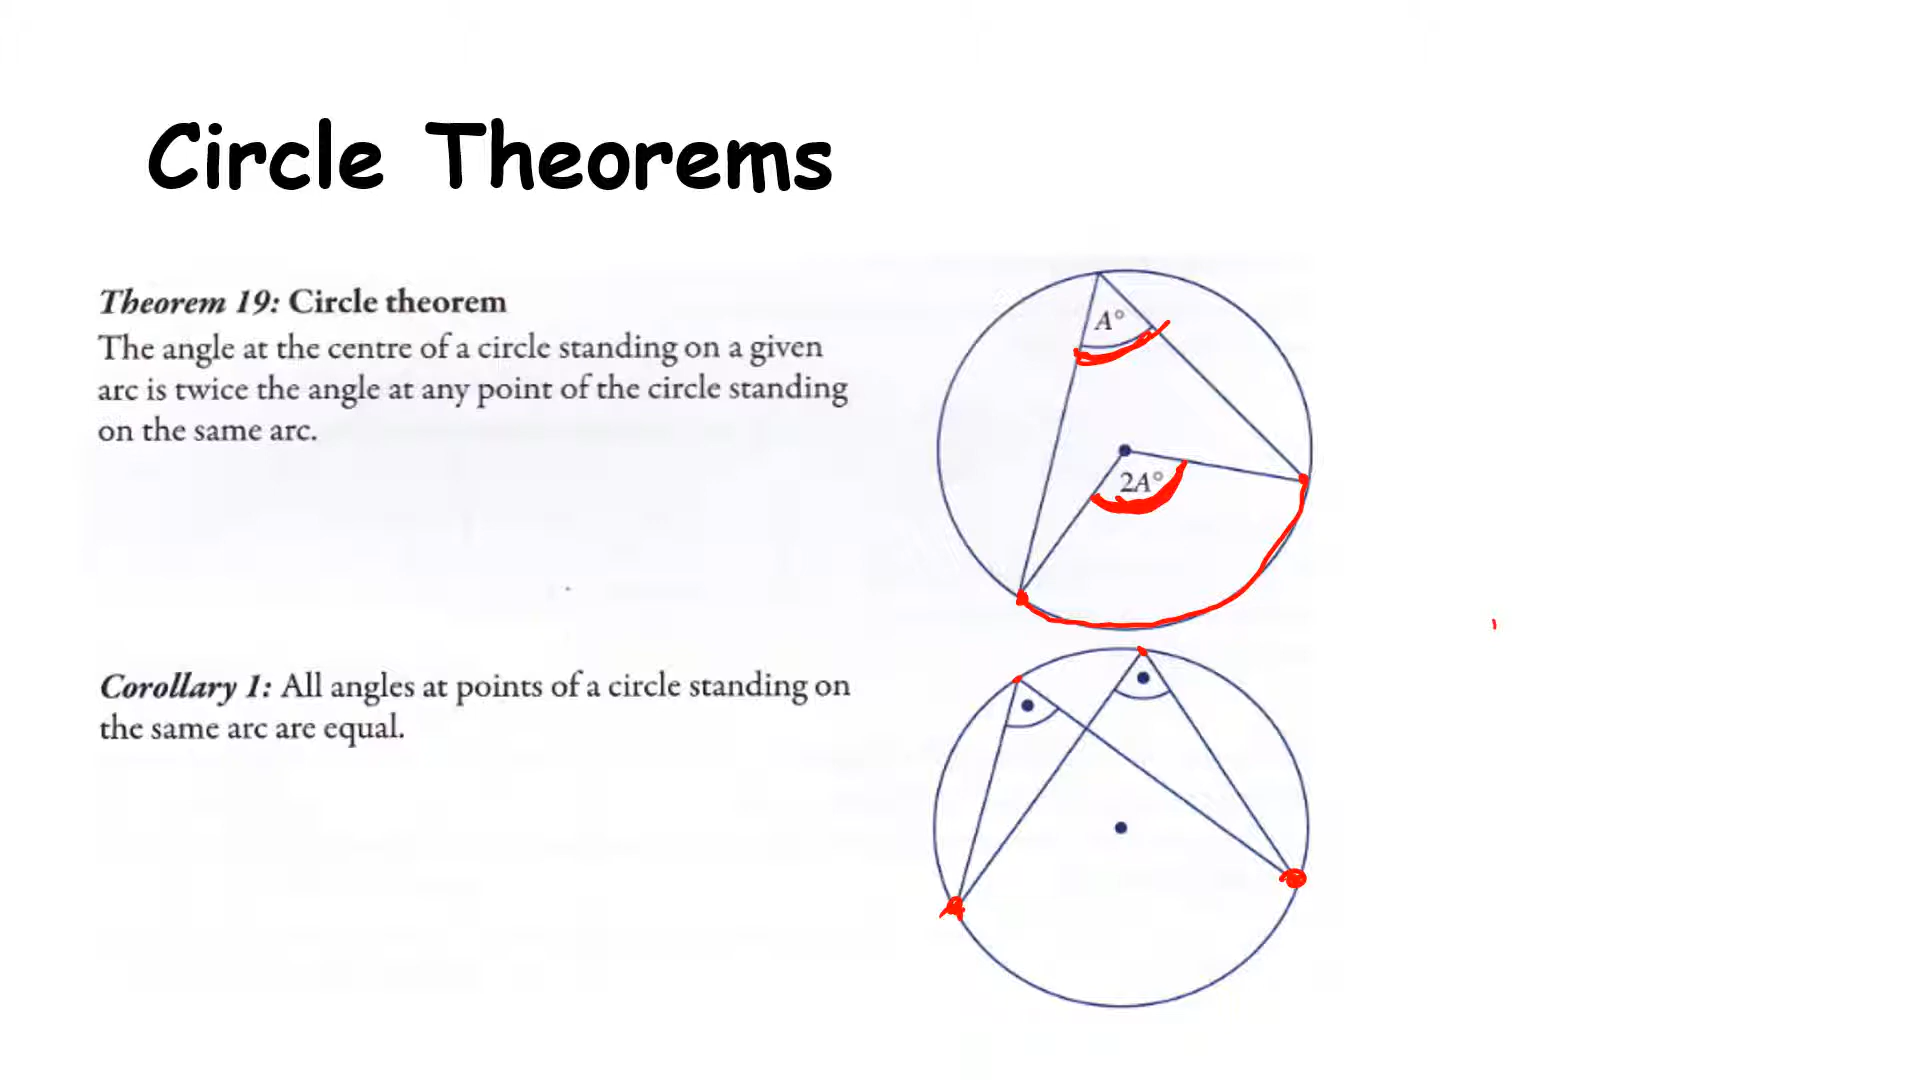 Circle Theorems
Theorem 19: Circle theorem
The angle at the centre of a circle standing on a given
arc is twice the angle at any point of the circle standing
on the same arc.
A°
2A°
Corollary 1: All angles at points of a circle standing on
the same arc are equal.